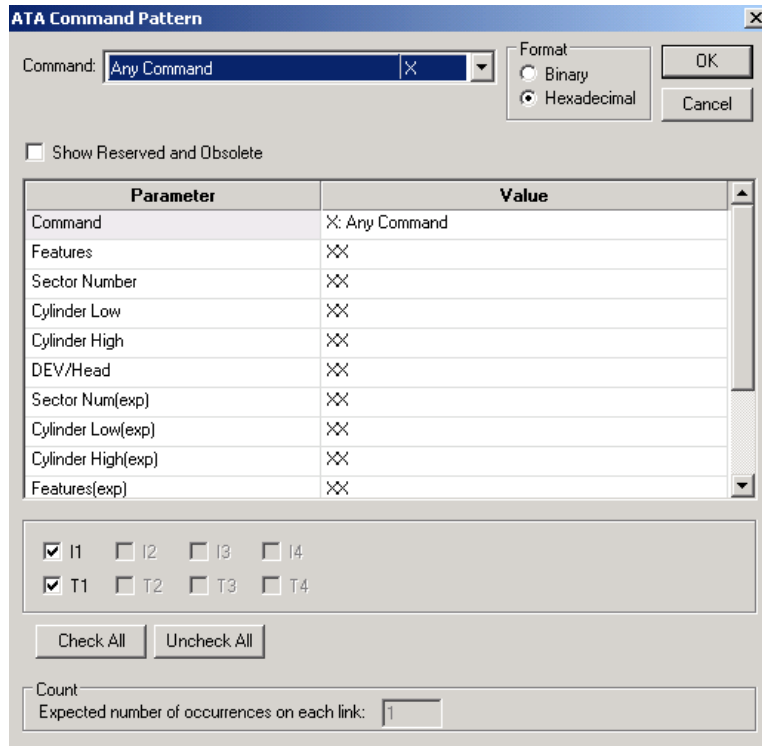 ATA Command Pattern
Command: Any Command X
Format
Binary
Hexadecimal
OK
Cancel
Show Reserved and Obsolete
Parameter Value
Command X: Any Command
Features XX
Sector Number XX
Cylinder Low XX
Cylinder High XX
DEV/Head XX
Sector Num(exp) XX
Cylinder Low(exp) XX
Cylinder High(exp) XX
Features(exp) XX
I1 I2 I3 I4
T1 T2 T3 T4
Check All Uncheck All
Count
Expected number of occurrences on each link: 1